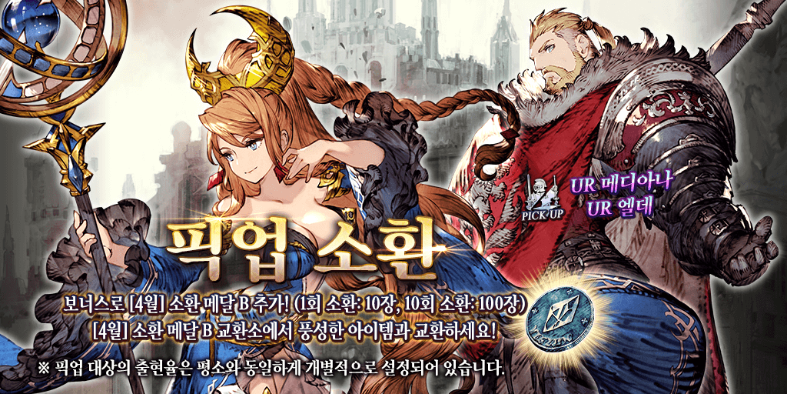 PICK UP
UR 메디아나
UR 엘데
픽업 소환
보너스로 [4월] 소환 메달 B 추가! (1회 소환: 10장, 10회 소환: 100장)
[4월] 소환 메달 B 교환소에서 풍성한 아이템과 교환하세요!
※ 픽업 대상의 출현율은 평소와 동일하게 개별적으로 설정되어 있습니다.